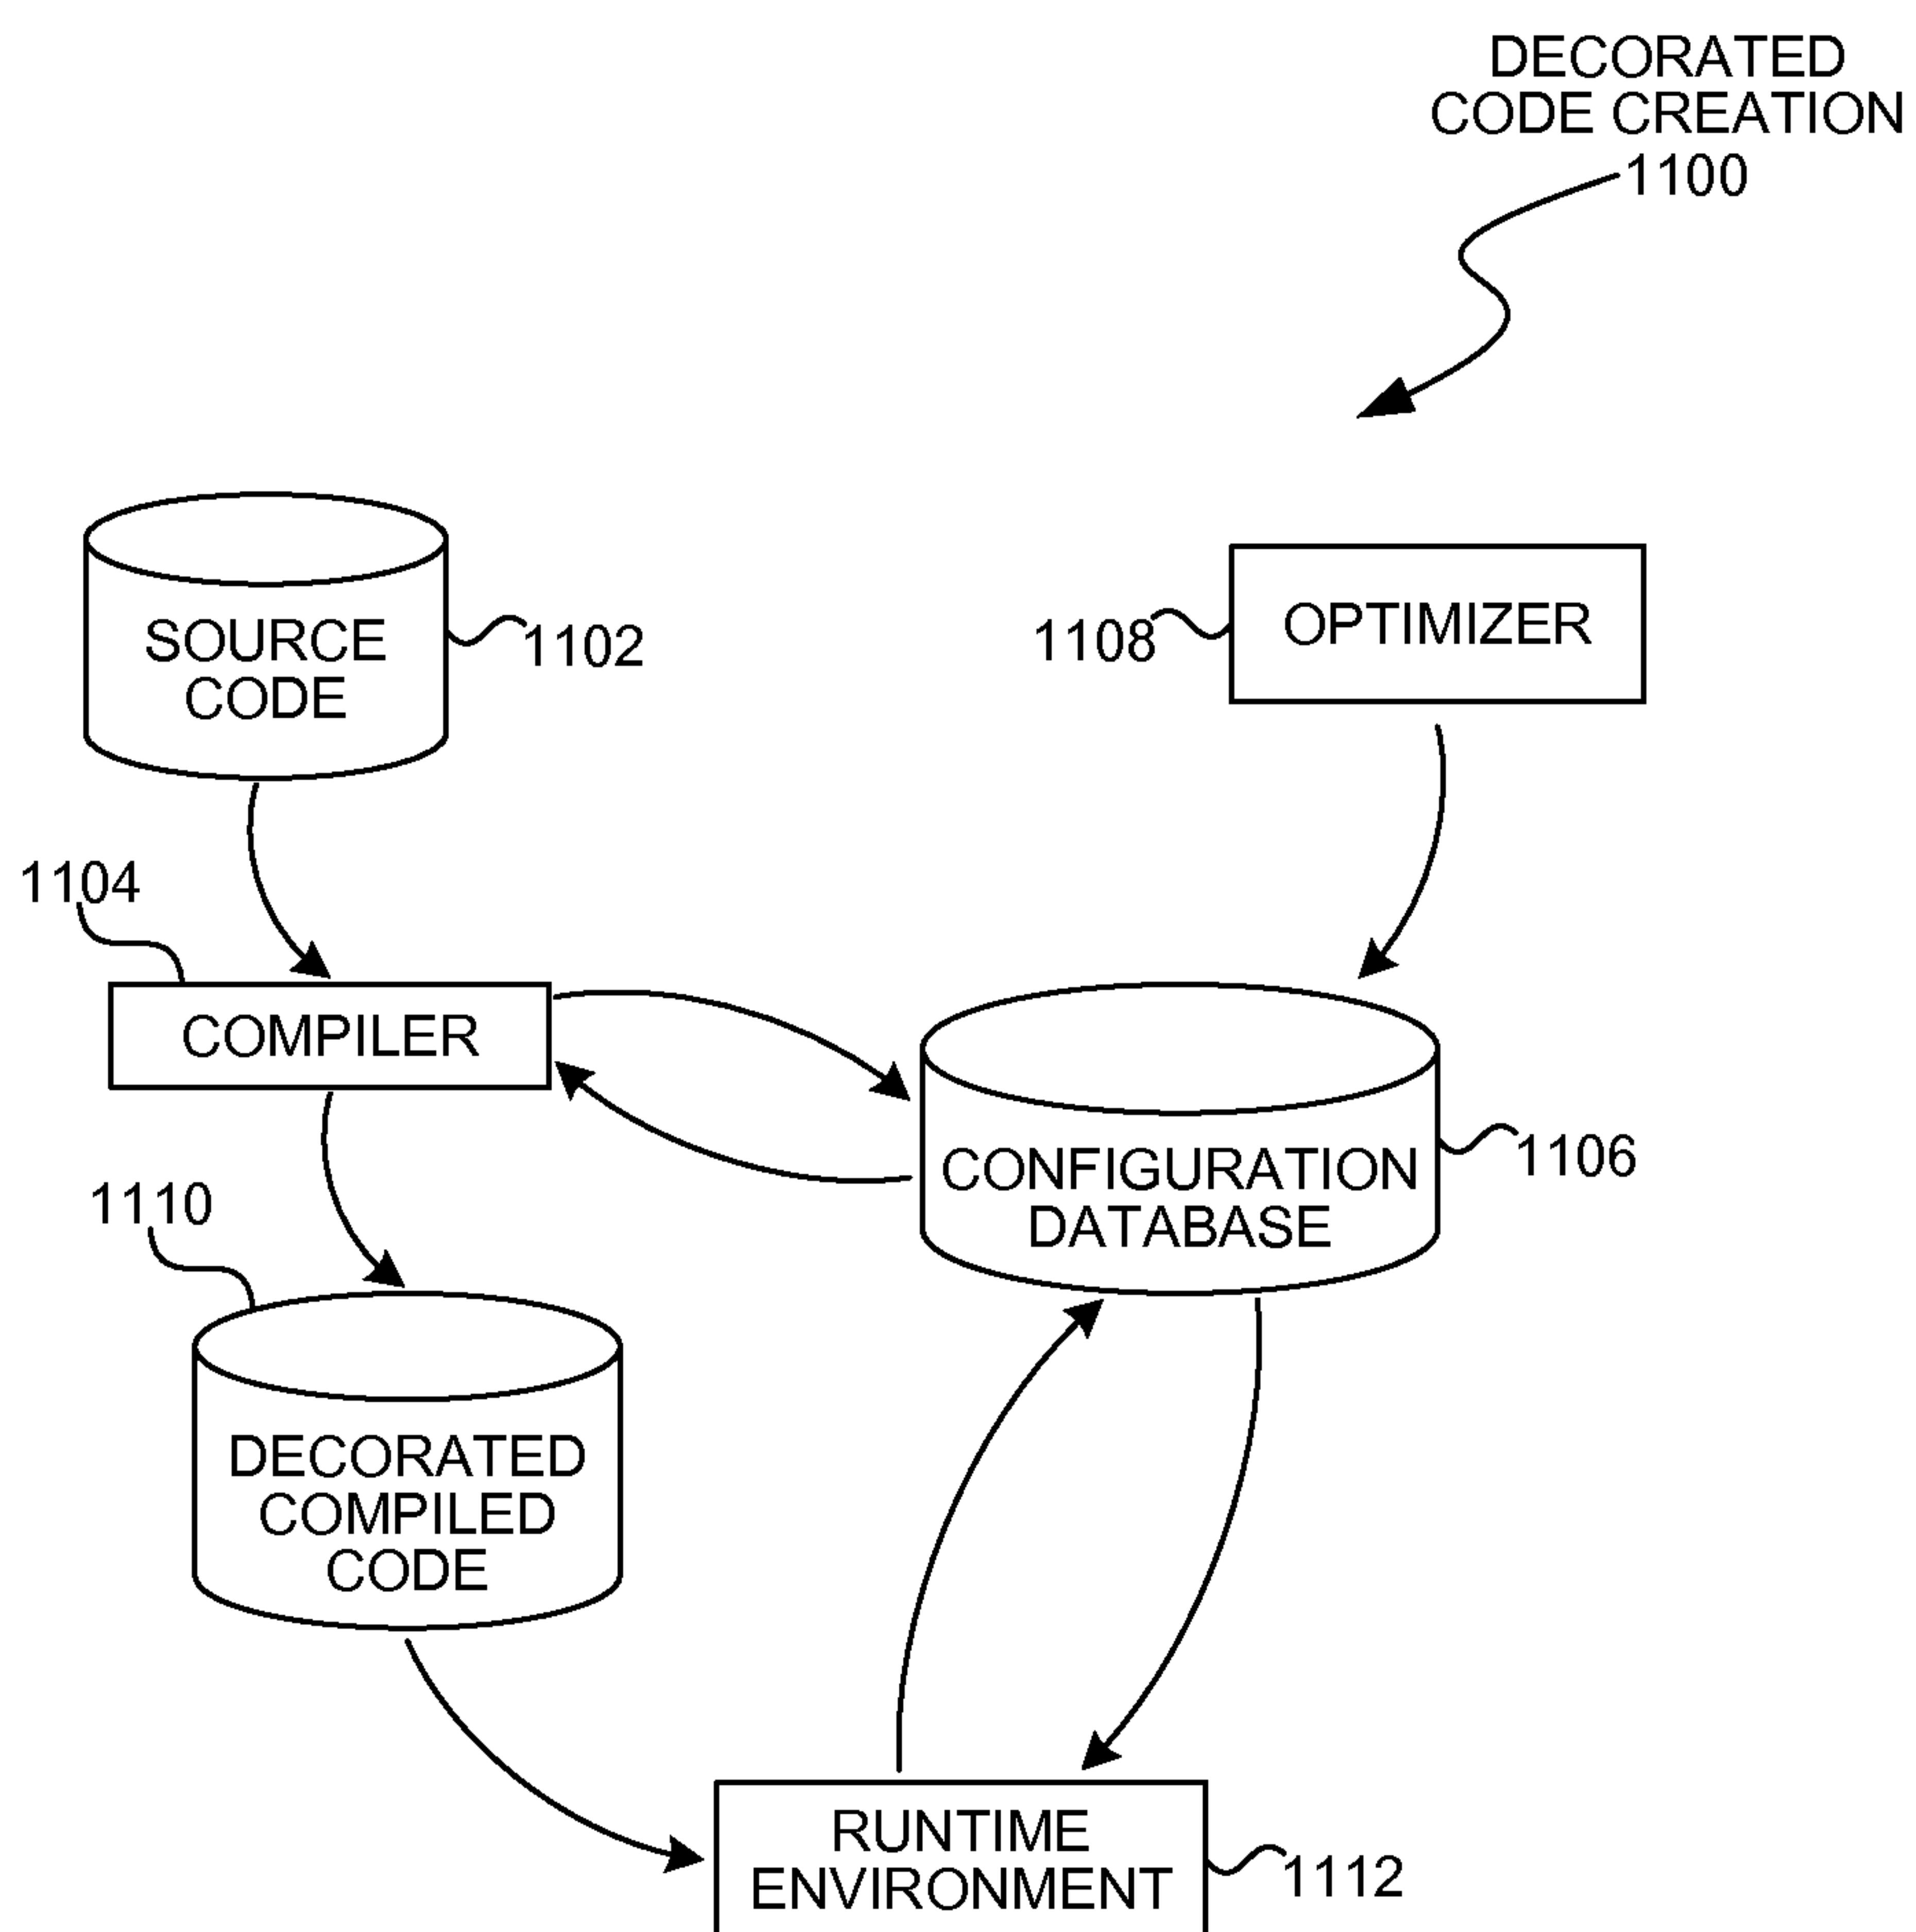 DECORATED
CODE CREATION
1100
SOURCE
CODE
1102
1108
OPTIMIZER
1104
COMPILER
CONFIGURATION
DATABASE
1106
1110
DECORATED
COMPILED
CODE
RUNTIME
ENVIRONMENT
1112